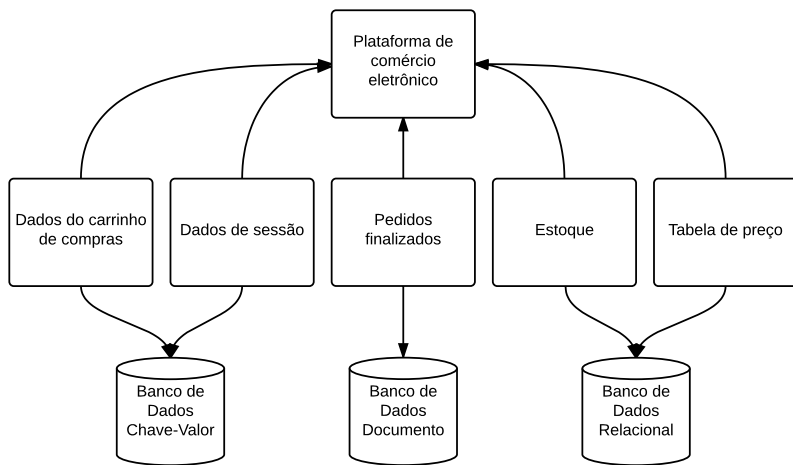 Plataforma de
comércio
eletrônico
Dados do carrinho
de compras
Dados de sessão
Pedidos
finalizados
Estoque
Tabela de preço
Banco de
Dados
Chave-Valor
Banco de
Dados
Documento
Banco de
Dados
Relacional